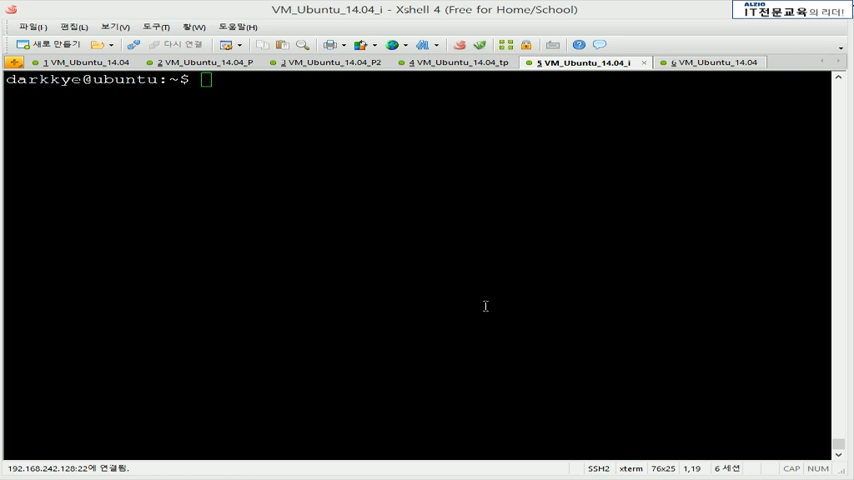 VM_Ubuntu_14.04_i - Xshell 4 (Free for Home/School)
ALZIO
IT전문교육의 리더!
파일(F) 편집(L) 보기(V) 도구(T) 창(W) 도움말(H)
새로 만들기 다시 연결
1 VM_Ubuntu_14.04 2 VM_Ubuntu_14.04_P 3 VM_Ubuntu_14.04_P2 4 VM_Ubuntu_14.04_tp 5 VM_Ubuntu_14.04_i × 6 VM_Ubuntu_14.04
darkkye@ubuntu:~$
192.168.242.128:22에 연결됨. SSH2 xterm 76x25 1,19 6 세션 CAP NUM